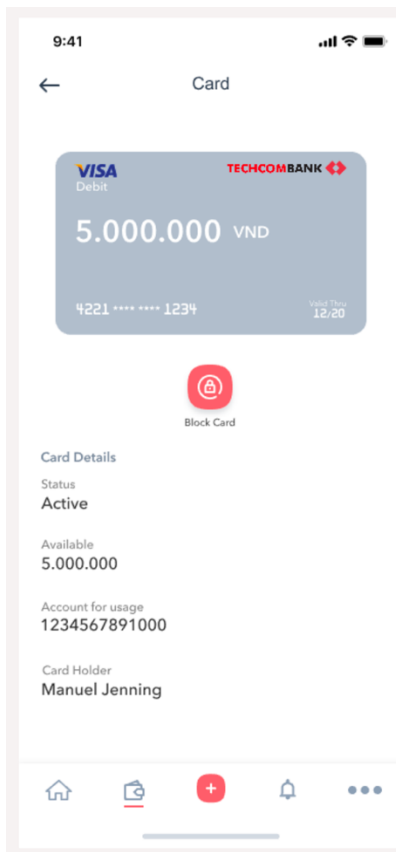 9:41
Card
VISA
TECHCOMBANK
Debit
5.000.000 VND
4221 **** **** 1234
Valid Thru
12/20
Block Card
Card Details
Status
Active
Available
5.000.000
Account for usage
1234567891000
Card Holder
Manuel Jenning